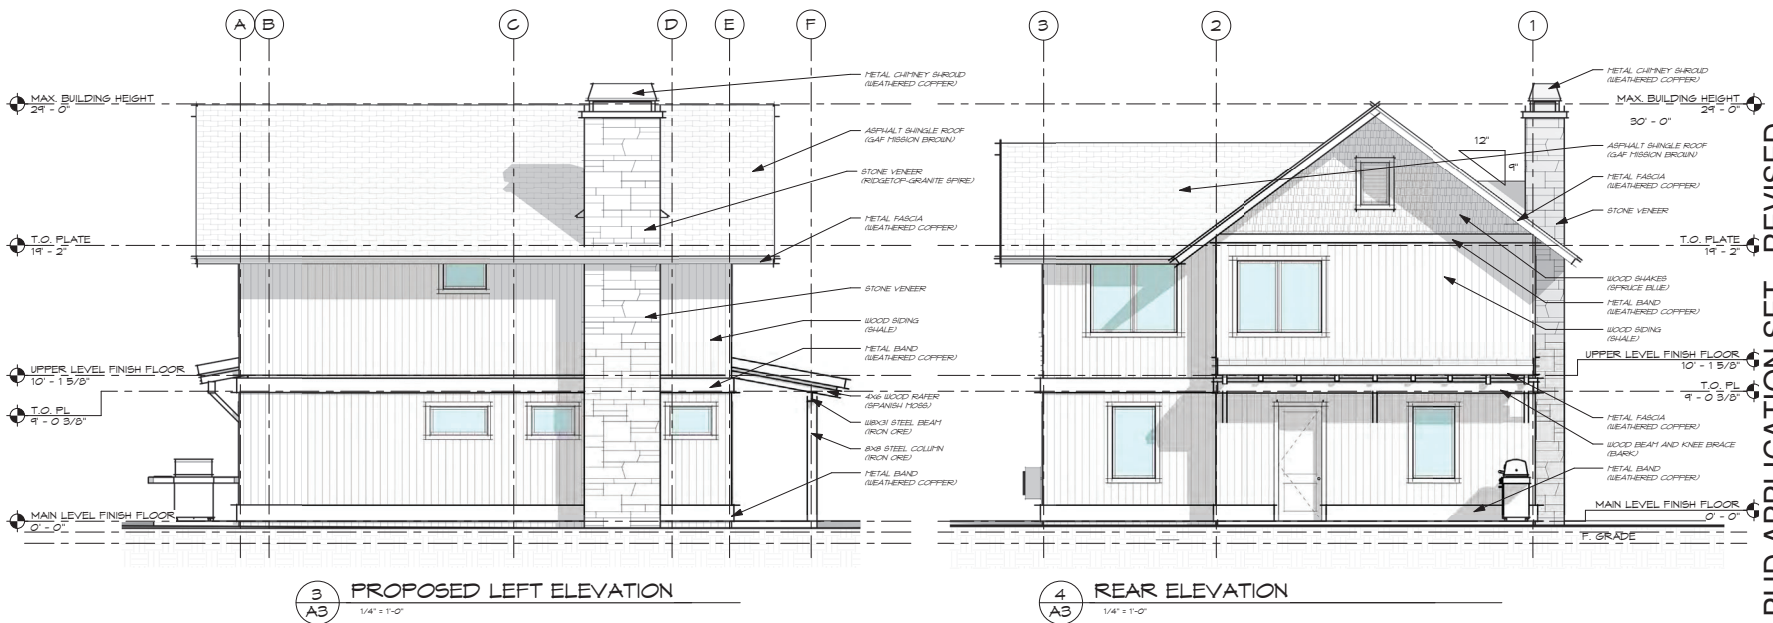 A
B
C
D
E
F
MAX. BUILDING HEIGHT
29' - 0"
T.O. PLATE
19' - 2"
UPPER LEVEL FINISH FLOOR
10' - 1 5/8"
T.O. PL
9' - 0 3/8"
MAIN LEVEL FINISH FLOOR
0' - 0"
METAL CHIMNEY SHROUD
(WEATHERED COPPER)
ASPHALT SHINGLE ROOF
(GAF MISSION BROWN)
STONE VENEER
(RIDGETOP-GRANITE SPIRE)
METAL FASCIA
(WEATHERED COPPER)
STONE VENEER
WOOD SIDING
(SHALE)
METAL BAND
(WEATHERED COPPER)
4X6 WOOD RAFER
(SPANISH MOSS)
W8X31 STEEL BEAM
(IRON ORE)
8X8 STEEL COLUMN
(IRON ORE)
METAL BAND
(WEATHERED COPPER)
3
A3
PROPOSED LEFT ELEVATION
1/4" = 1'-0"
3
2
1
METAL CHIMNEY SHROUD
(WEATHERED COPPER)
MAX. BUILDING HEIGHT
29' - 0"
30' - 0"
12"
9"
ASPHALT SHINGLE ROOF
(GAF MISSION BROWN)
METAL FASCIA
(WEATHERED COPPER)
STONE VENEER
T.O. PLATE
19' - 2"
WOOD SHAKES
(SPRUCE BLUE)
METAL BAND
(WEATHERED COPPER)
WOOD SIDING
(SHALE)
UPPER LEVEL FINISH FLOOR
10' - 1 5/8"
T.O. PL
9' - 0 3/8"
METAL FASCIA
(WEATHERED COPPER)
WOOD BEAM AND KNEE BRACE
(BARK)
METAL BAND
(WEATHERED COPPER)
MAIN LEVEL FINISH FLOOR
0' - 0"
F. GRADE
4
A3
REAR ELEVATION
1/4" = 1'-0"
PUD APPLICATION SET - REVISED